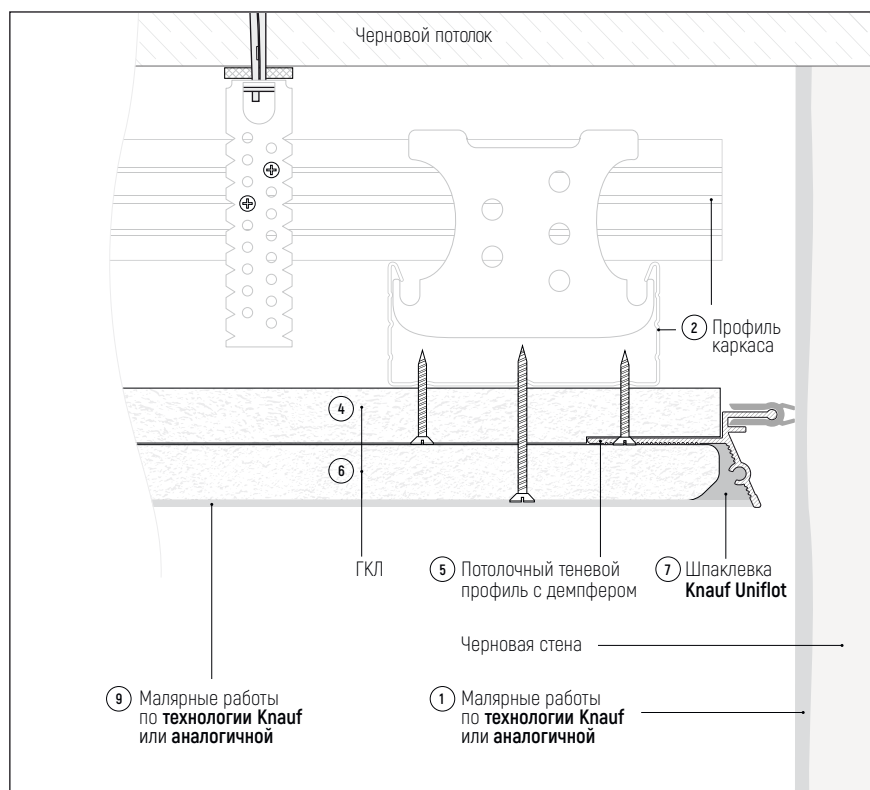 Черновой потолок
2 Профиль
каркаса
4
6
ГКЛ
5 Потолочный теневой
профиль с демпфером
7 Шпаклевка
Knauf Uniflot
Черновая стена
9 Малярные работы
по технологии Knauf
или аналогичной
1 Малярные работы
по технологии Knauf
или аналогичной